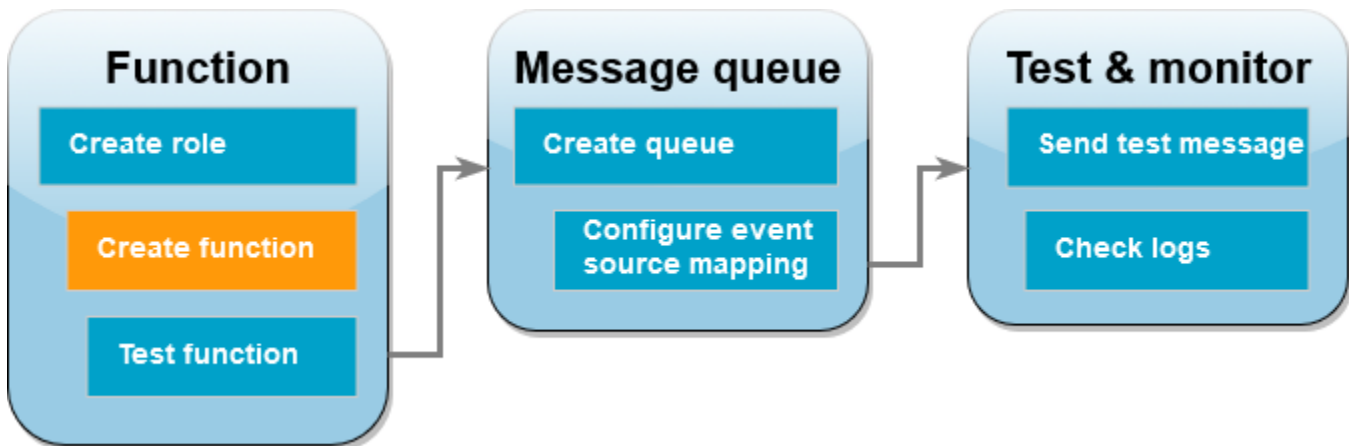 Function
Create role
Create function
Test function
Message queue
Create queue
Configure event
source mapping
Test & monitor
Send test message
Check logs